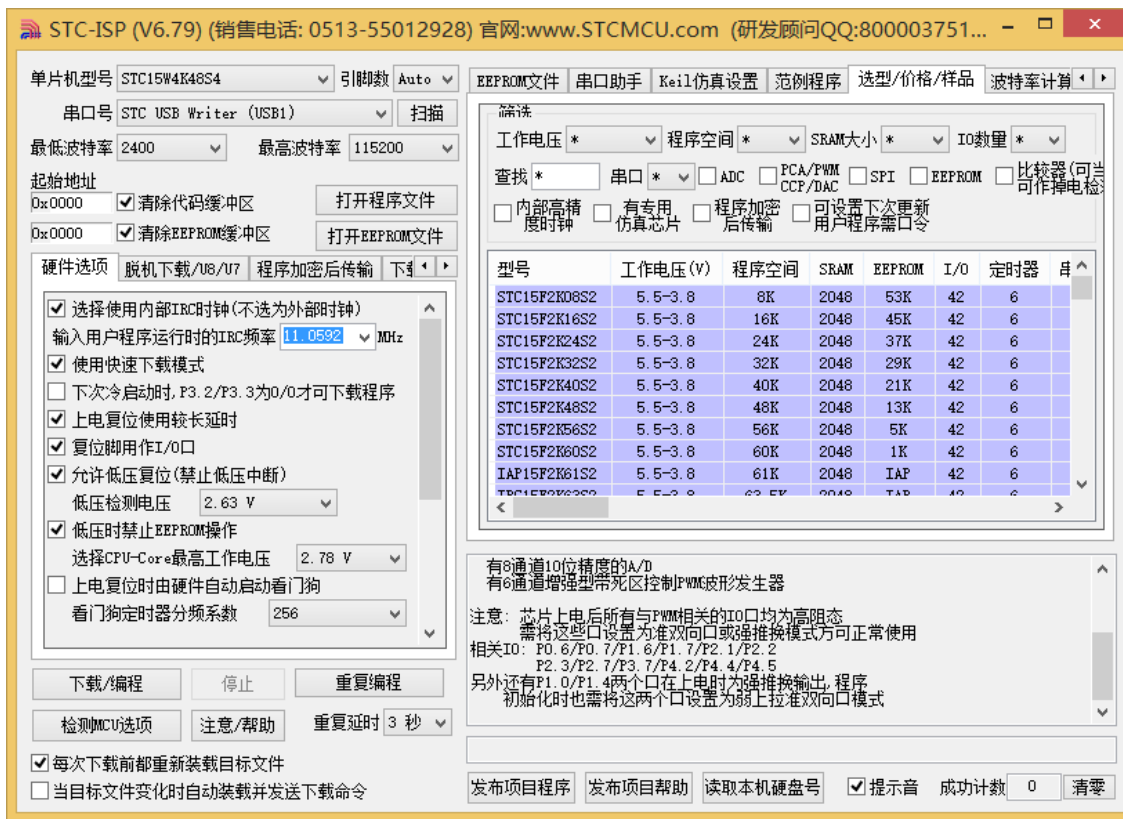 STC-ISP (V6.79) (销售电话: 0513-55012928) 官网:www.STCMCU.com (研发顾问QQ:800003751...
单片机型号 STC15W4K48S4 引脚数 Auto
串口号 STC USB Writer (USB1) 扫描
最低波特率 2400 最高波特率 115200
起始地址
0x0000 清除代码缓冲区 打开程序文件
0x0000 清除EEPROM缓冲区 打开EEPROM文件
硬件选项 脱机下载/U8/U7 程序加密后传输
选择使用内部IRC时钟(不选为外部时钟)
输入用户程序运行时的IRC频率 11.0592 MHz
使用快速下载模式
下次冷启动时,P3.2/P3.3为0/0才可下载程序
上电复位使用较长延时
复位脚用作I/O口
允许低压复位(禁止低压中断)
低压检测电压 2.63 V
低压时禁止EEPROM操作
选择CPU-Core最高工作电压 2.78 V
上电复位时由硬件自动启动看门狗
看门狗定时器分频系数 256
下载/编程 停止 重复编程
检测MCU选项 注意/帮助 重复延时 3 秒
每次下载前都重新装载目标文件
当目标文件变化时自动装载并发送下载命令
EEPROM文件 串口助手 Keil仿真设置 范例程序 选型/价格/样品 波特率计算
筛选
工作电压 * 程序空间 * SRAM大小 * IO数量 *
查找 * 串口 * ADC PCA/PWM CCP/DAC SPI EEPROM 比较器(可当 可作掉电检
内部高精度时钟 有专用仿真芯片 程序加密后传输 可设置下次更新用户程序需口令
型号 工作电压(V) 程序空间 SRAM EEPROM I/O 定时器 串
STC15F2K08S2 5.5-3.8 8K 2048 53K 42 6
STC15F2K16S2 5.5-3.8 16K 2048 45K 42 6
STC15F2K24S2 5.5-3.8 24K 2048 37K 42 6
STC15F2K32S2 5.5-3.8 32K 2048 29K 42 6
STC15F2K40S2 5.5-3.8 40K 2048 21K 42 6
STC15F2K48S2 5.5-3.8 48K 2048 13K 42 6
STC15F2K56S2 5.5-3.8 56K 2048 5K 42 6
STC15F2K60S2 5.5-3.8 60K 2048 1K 42 6
IAP15F2K61S2 5.5-3.8 61K 2048 IAP 42 6
有8通道10位精度的A/D
有6通道增强型带死区控制PWM波形发生器
注意: 芯片上电后所有与PWM相关的IO口均为高阻态
需将这些口设置为准双向口或强推挽模式方可正常使用
相关IO: P0.6/P0.7/P1.6/P1.7/P2.1/P2.2
P2.3/P2.7/P3.7/P4.2/P4.4/P4.5
另外还有P1.0/P1.4两个口在上电时为强推挽输出,程序
初始化时也需将这两个口设置为弱上拉准双向口模式
发布项目程序 发布项目帮助 读取本机硬盘号 提示音 成功计数 0 清零